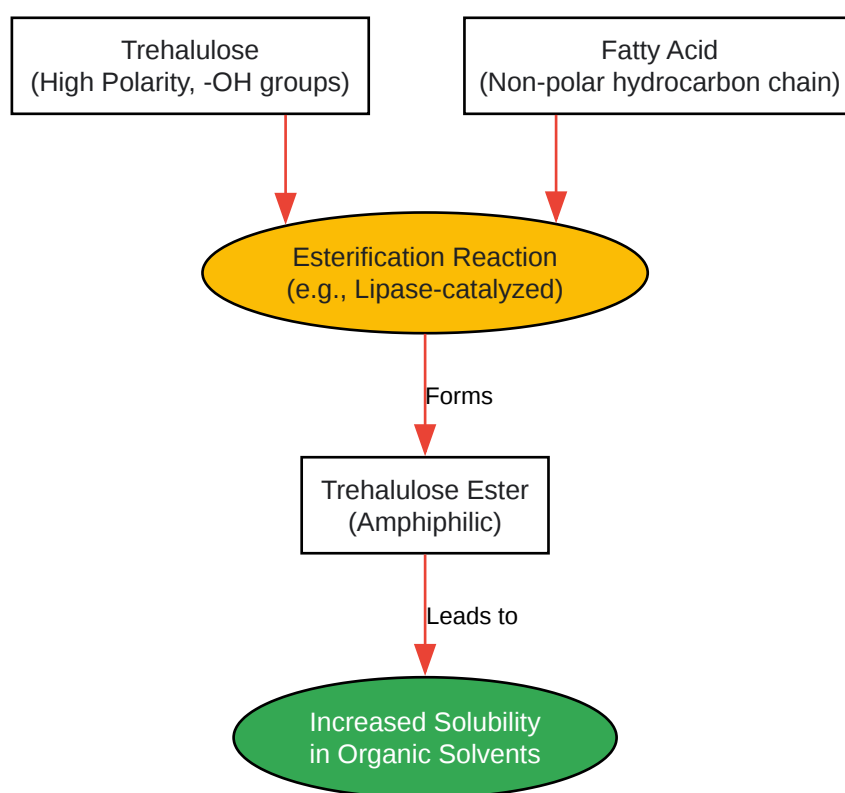 Trehalulose
(High Polarity, -OH groups)
Fatty Acid
(Non-polar hydrocarbon chain)
Esterification Reaction
(e.g., Lipase-catalyzed)
Forms
Trehalulose Ester
(Amphiphilic)
Leads to
Increased Solubility
in Organic Solvents